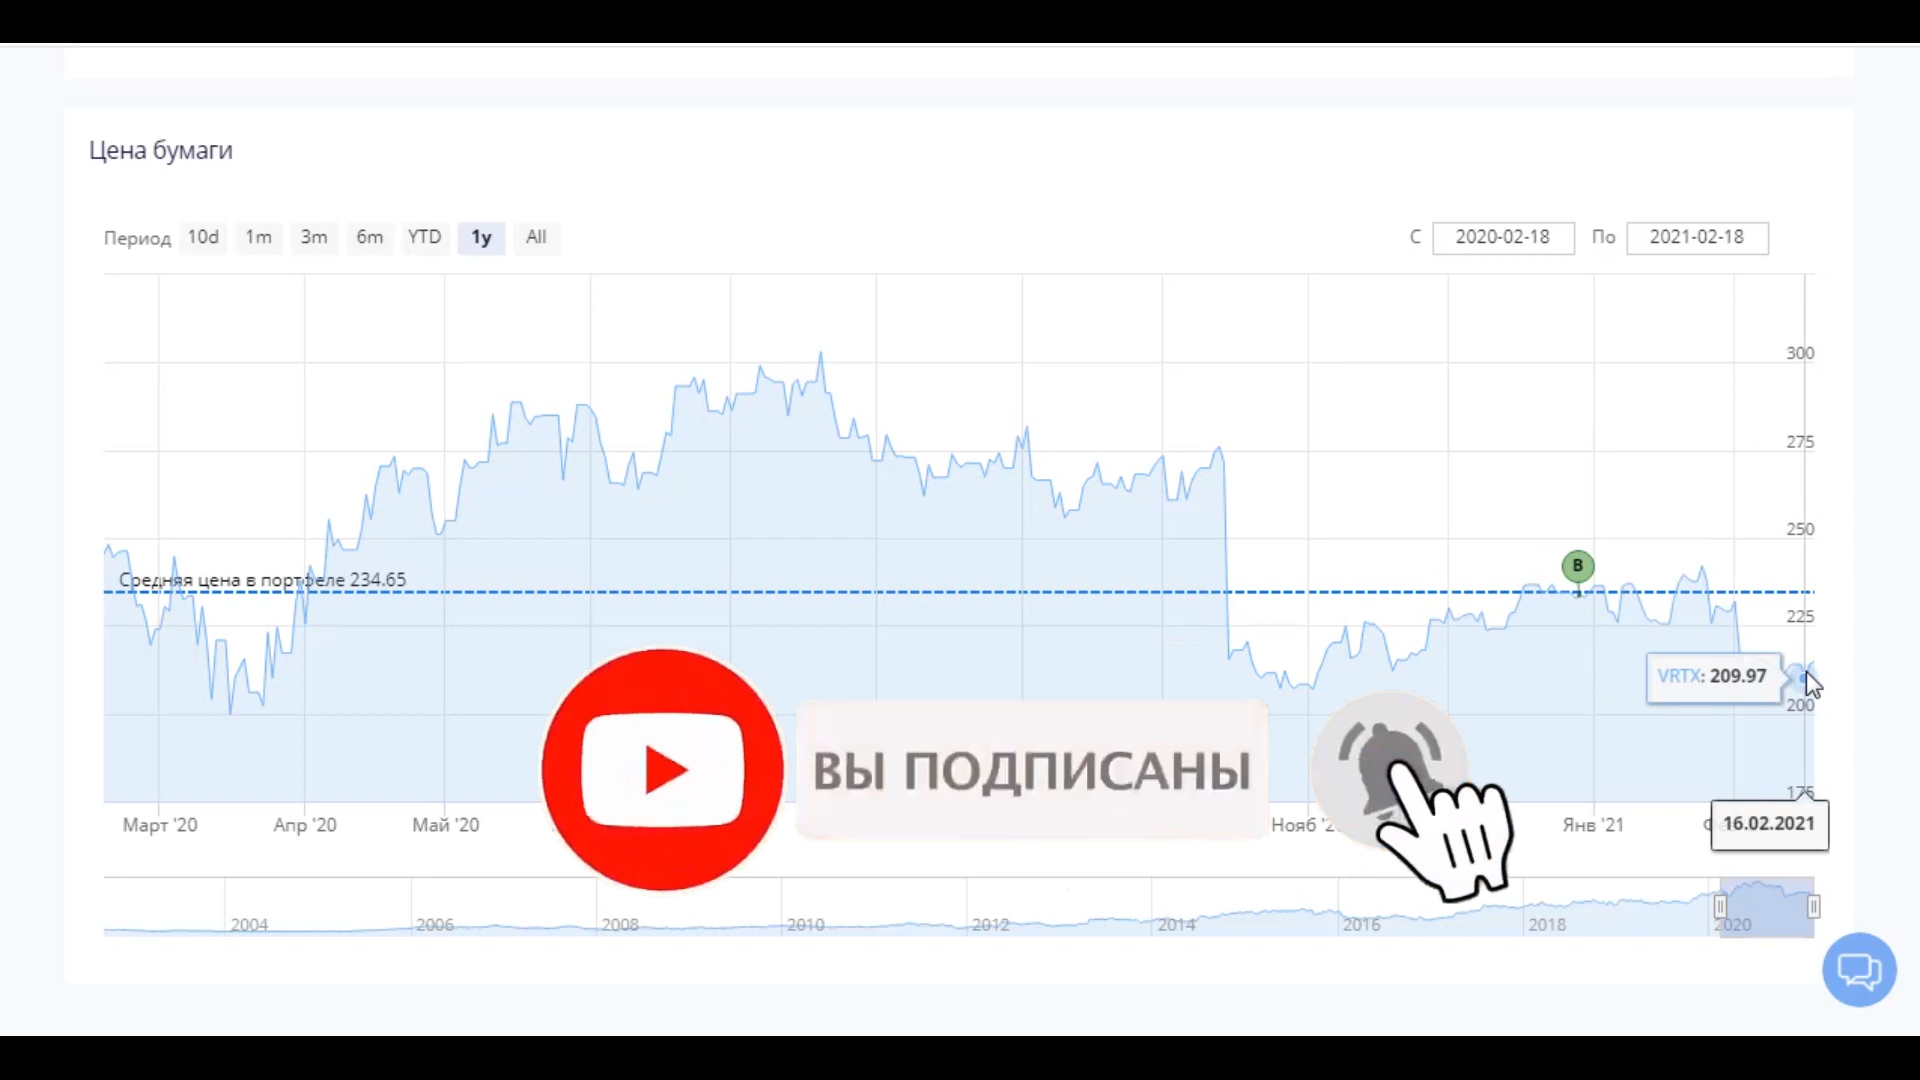 Цена бумаги
Период 10d 1m 3m 6m YTD 1y All С 2020-02-18 По 2021-02-18
300
275
250
B
Средняя цена в портфеле 234.65
225
VRTX: 209.97
200
ВЫ ПОДПИСАНЫ
175
Март '20 Апр '20 Май '20 Янв '21 16.02.2021
2004 2006 2008 2010 2012 2014 2016 2018 2020